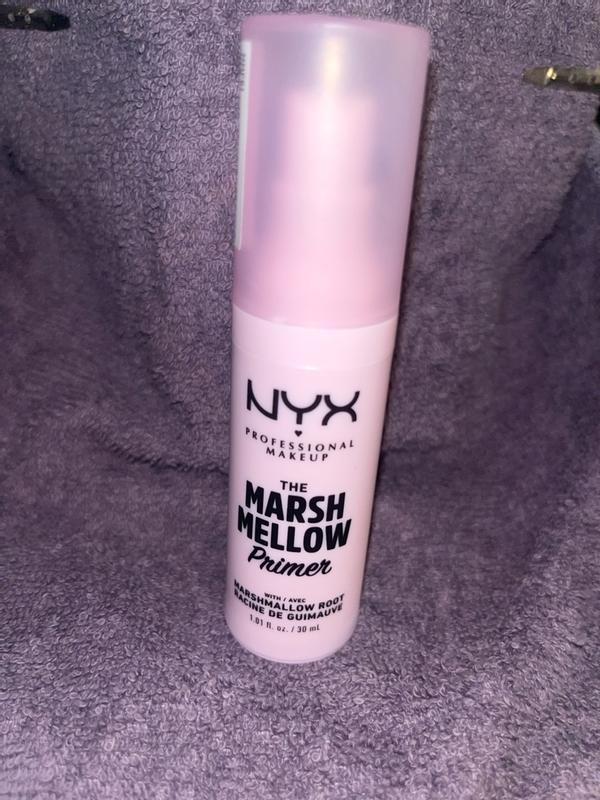 NYX
PROFESSIONAL
MAKEUP
THE
MARSH
MELLOW
Primer
WITH / AVEC
MARSHMALLOW ROOT
RACINE DE GUIMAUVE
1.01 fl. oz. / 30 mL